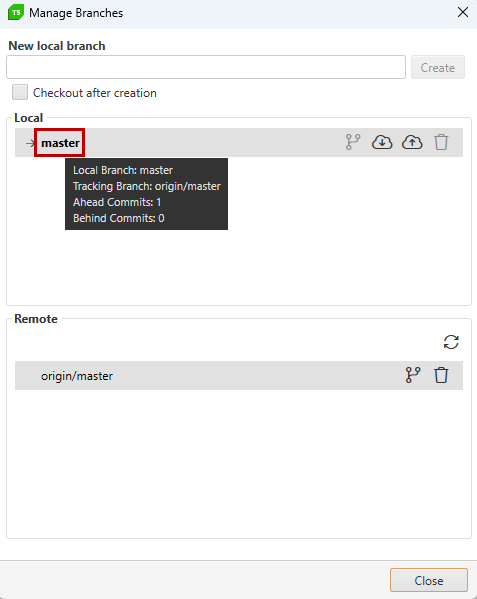 TS Manage Branches
New local branch
Create
Checkout after creation
Local
master
Local Branch: master
Tracking Branch: origin/master
Ahead Commits: 1
Behind Commits: 0
Remote
origin/master
Close